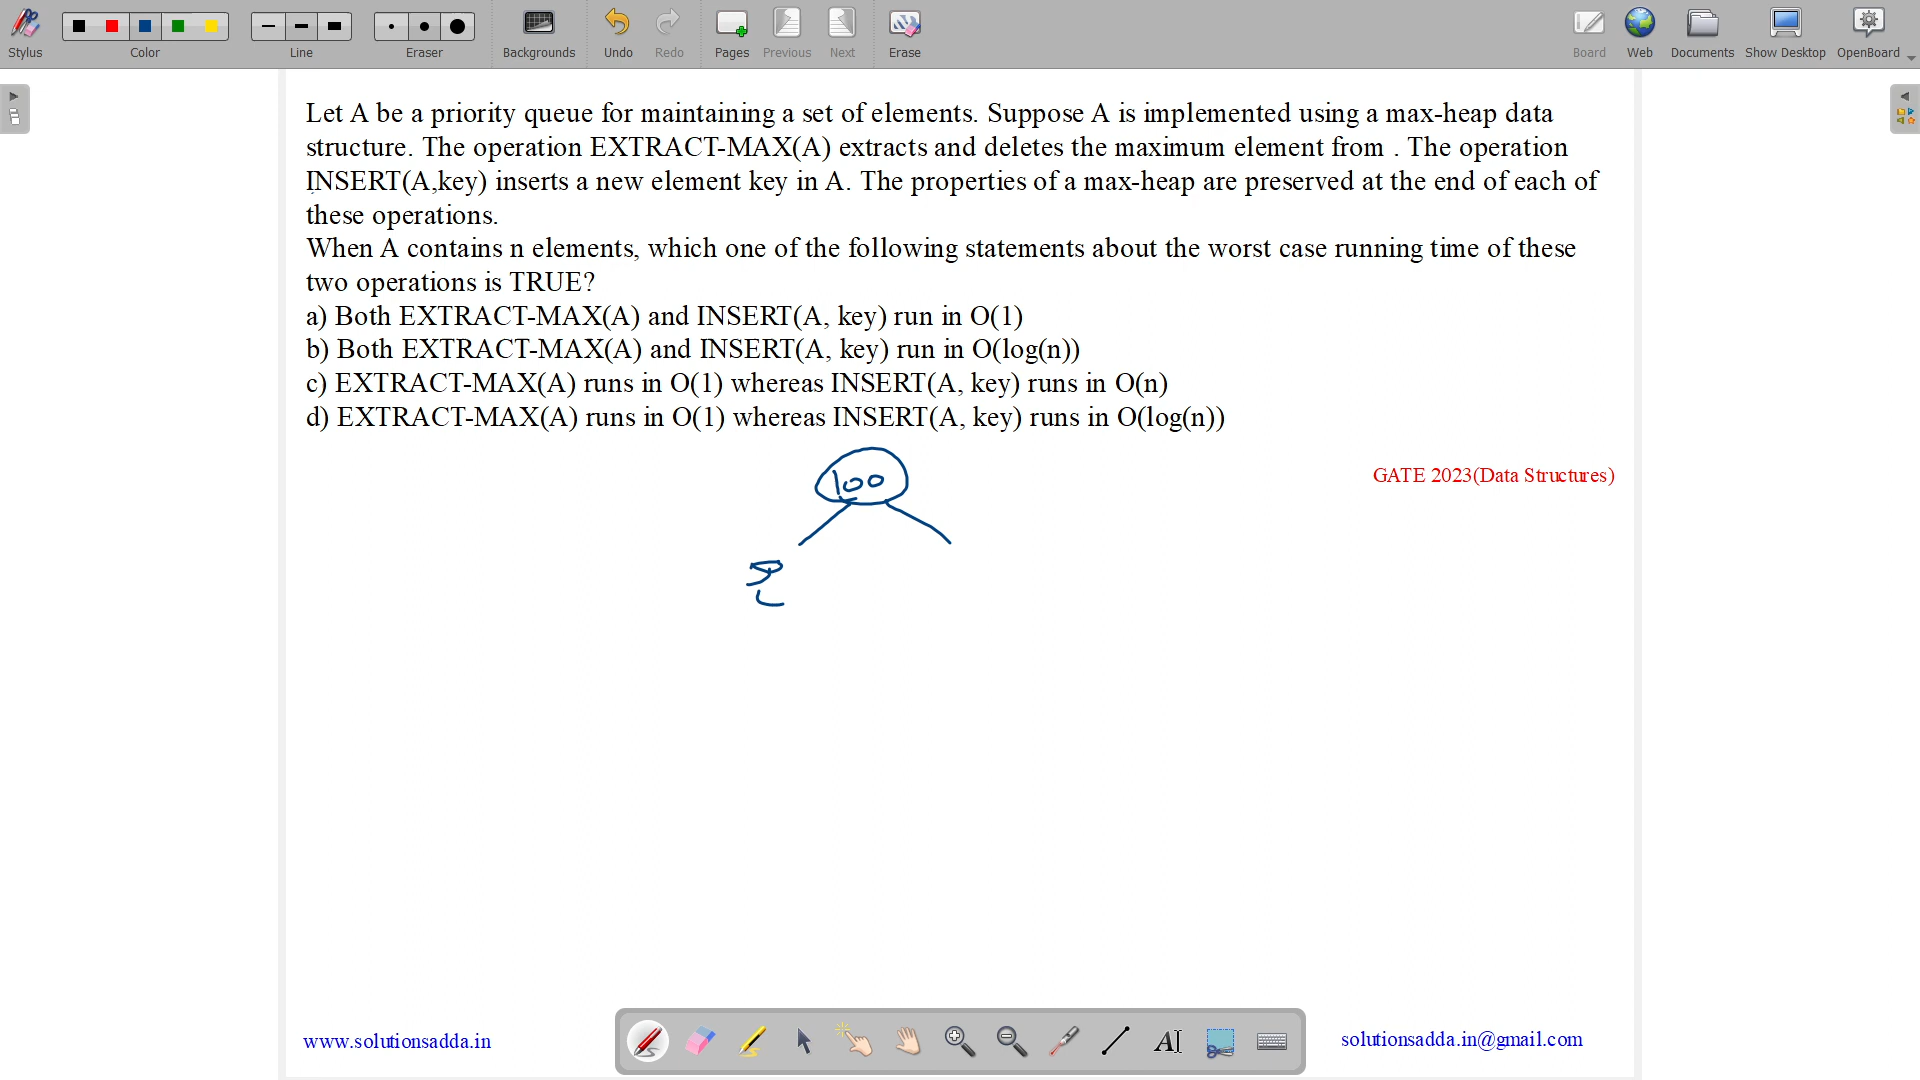 Stylus Color Line Eraser Backgrounds Undo Redo Pages Previous Next Erase Board Web Documents Show Desktop OpenBoard
Let A be a priority queue for maintaining a set of elements. Suppose A is implemented using a max-heap data
structure. The operation EXTRACT-MAX(A) extracts and deletes the maximum element from . The operation
INSERT(A,key) inserts a new element key in A. The properties of a max-heap are preserved at the end of each of
these operations.
When A contains n elements, which one of the following statements about the worst case running time of these
two operations is TRUE?
a) Both EXTRACT-MAX(A) and INSERT(A, key) run in O(1)
b) Both EXTRACT-MAX(A) and INSERT(A, key) run in O(log(n))
c) EXTRACT-MAX(A) runs in O(1) whereas INSERT(A, key) runs in O(n)
d) EXTRACT-MAX(A) runs in O(1) whereas INSERT(A, key) runs in O(log(n))
100
GATE 2023(Data Structures)
www.solutionsadda.in
solutionsadda.in@gmail.com